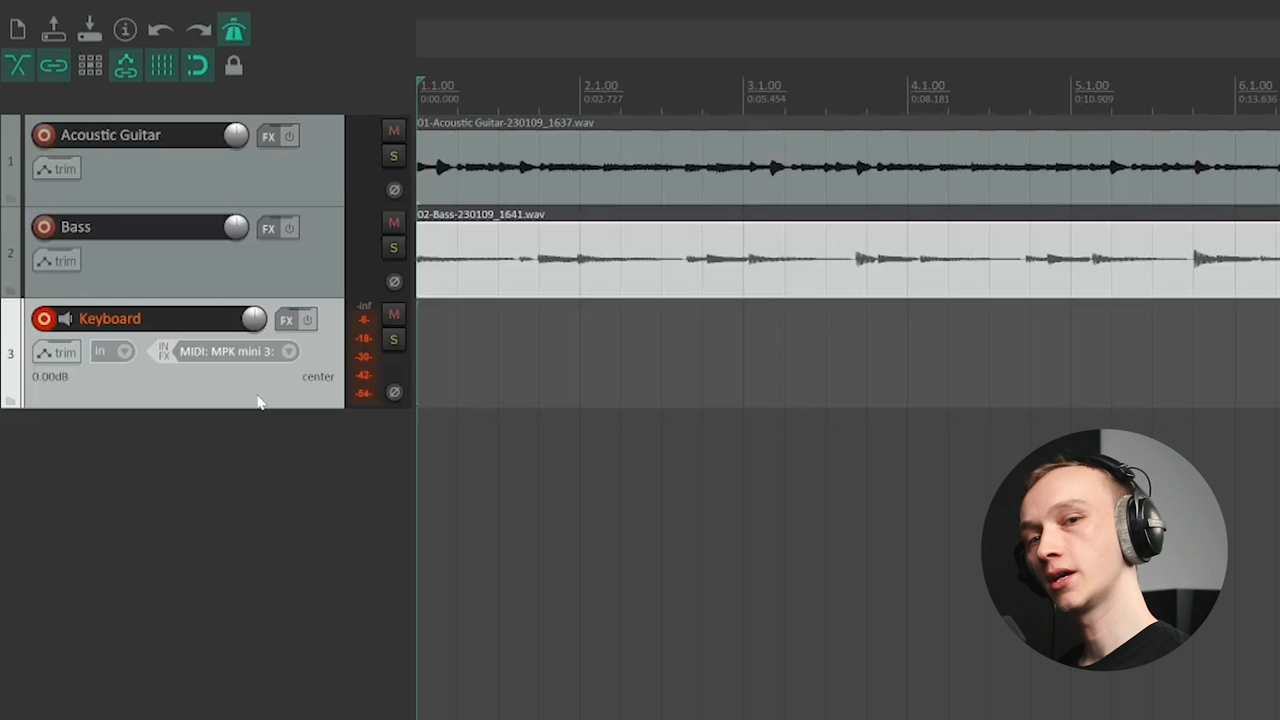 1.1.00 2.1.00 3.1.00 4.1.00 5.1.00 6.1.00
0:00.000 0:02.727 0:05.454 0:08.181 0:10.909 0:13.636
01-Acoustic Guitar-230109_1637.wav
1 Acoustic Guitar FX M
S
trim
02-Bass-230109_1641.wav
2 Bass FX M
S
trim
-inf
3 Keyboard FX M
-6-
-18- S
trim in IN FX MIDI: MPK mini 3:
-30-
0.00dB center
-42-
-54-